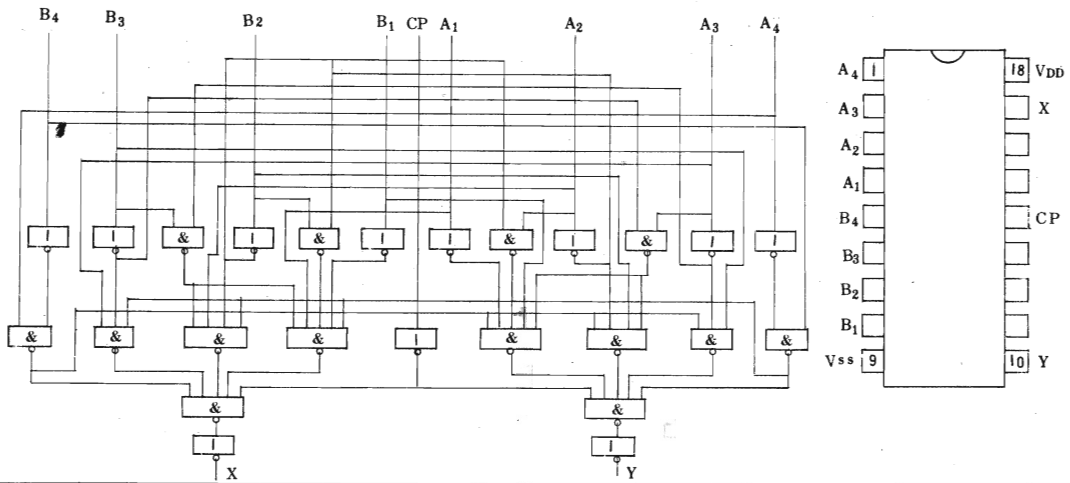 B4 B3 B2 B1 CP A1 A2 A3 A4
1 1 & 1 & 1 1 & 1 & 1 1
& & & & 1 & & & &
& &
1 1
X Y
A4 1 18 VDD
A3 X
A2
A1
B4 CP
B3
B2
B1
Vss 9 10 Y